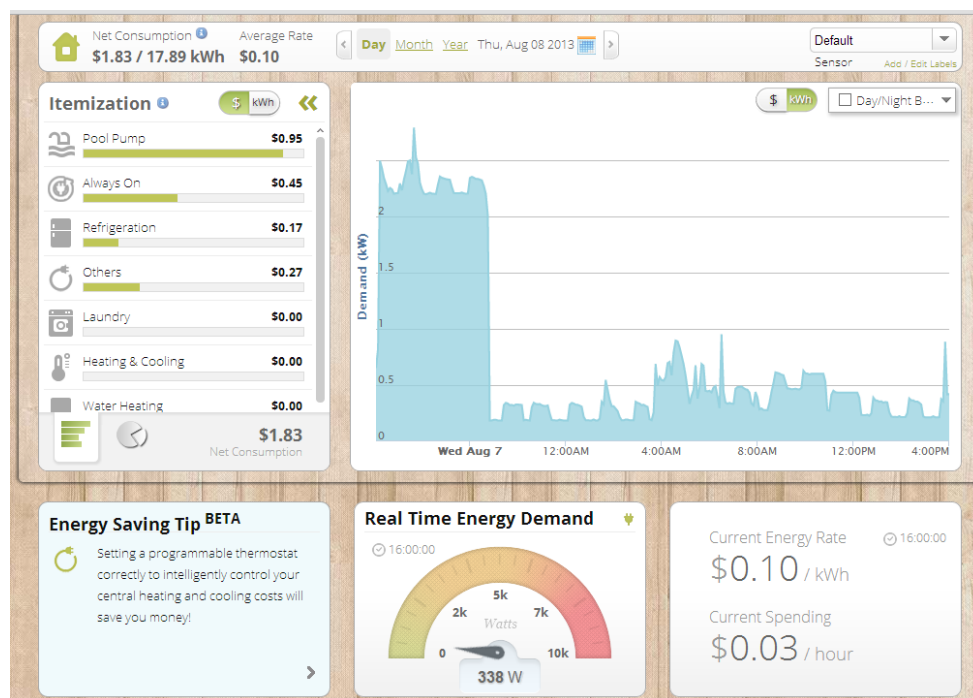 Net Consumption
Average Rate
$1.83 / 17.89 kWh $0.10
Day Month Year Thu, Aug 08 2013
Default
Sensor
Add / Edit Labels
Itemization
$ kWh
Pool Pump $0.95
Always On $0.45
Refrigeration $0.17
Others $0.27
Laundry $0.00
Heating & Cooling $0.00
Water Heating $0.00
$1.83
Net Consumption
$ kWh
Day/Night B...
Demand (kW)
2
1.5
1
0.5
0
Wed Aug 7 12:00AM 4:00AM 8:00AM 12:00PM 4:00PM
Energy Saving Tip BETA
Setting a programmable thermostat
correctly to intelligently control your
central heating and cooling costs will
save you money!
Real Time Energy Demand
16:00:00
5k
2k 7k
Watts
0 10k
338 W
Current Energy Rate
16:00:00
$0.10 / kWh
Current Spending
$0.03 / hour